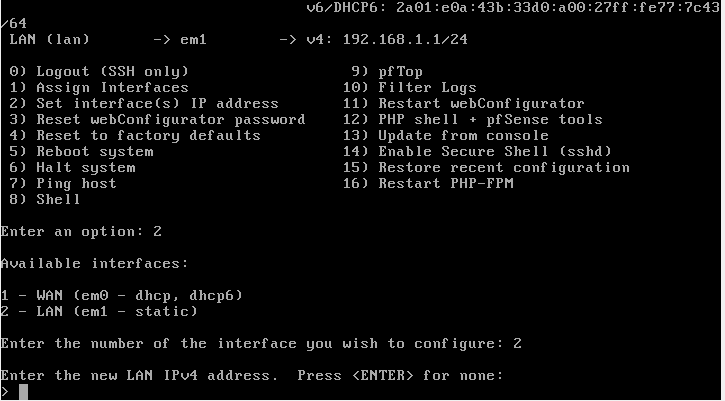 v6/DHCP6: 2a01:e0a:43b:33d0:a00:27ff:fe77:7c43
/64
LAN (lan)       -> em1        -> v4: 192.168.1.1/24
0) Logout (SSH only)                  9) pfTop
1) Assign Interfaces                 10) Filter Logs
2) Set interface(s) IP address       11) Restart webConfigurator
3) Reset webConfigurator password    12) PHP shell + pfSense tools
4) Reset to factory defaults         13) Update from console
5) Reboot system                     14) Enable Secure Shell (sshd)
6) Halt system                       15) Restore recent configuration
7) Ping host                         16) Restart PHP-FPM
8) Shell
Enter an option: 2
Available interfaces:
1 - WAN (em0 - dhcp, dhcp6)
2 - LAN (em1 - static)
Enter the number of the interface you wish to configure: 2
Enter the new LAN IPv4 address.  Press <ENTER> for none:
>